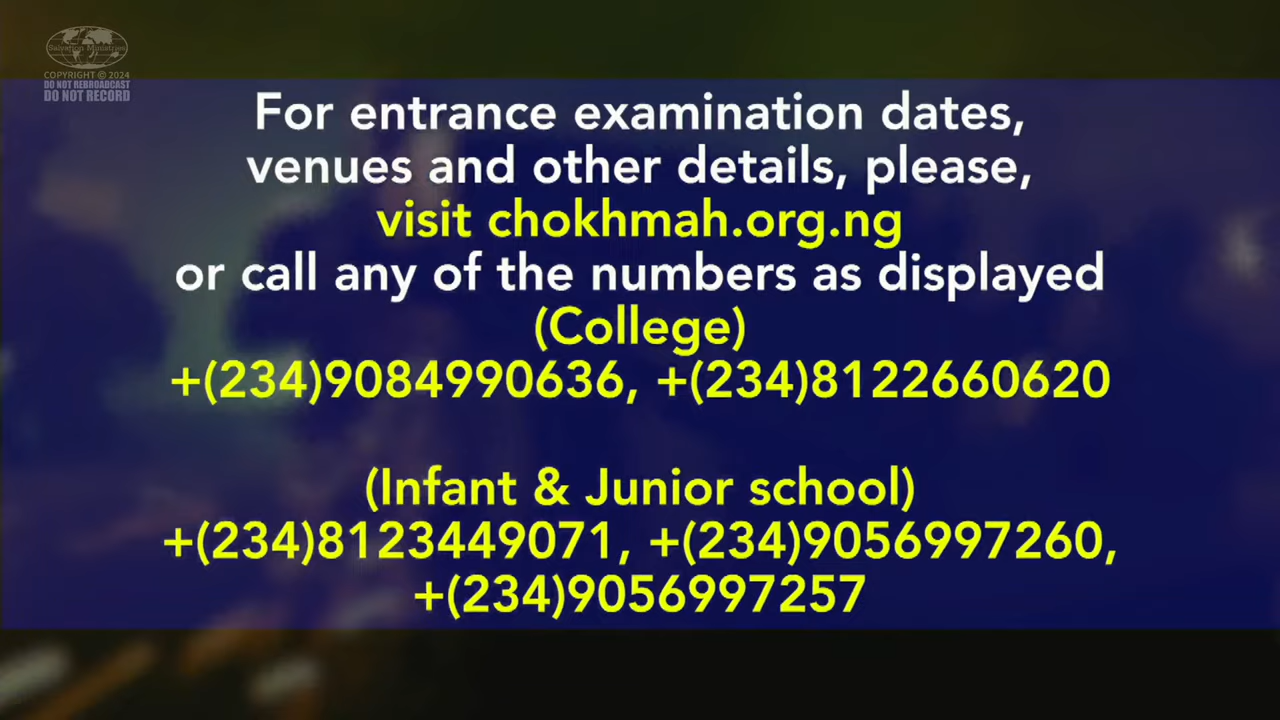 Salvation Ministries
COPYRIGHT © 2024
DO NOT REBROADCAST
DO NOT RECORD
For entrance examination dates,
venues and other details, please,
visit chokhmah.org.ng
or call any of the numbers as displayed
(College)
+(234)9084990636, +(234)8122660620
(Infant & Junior school)
+(234)8123449071, +(234)9056997260,
+(234)9056997257